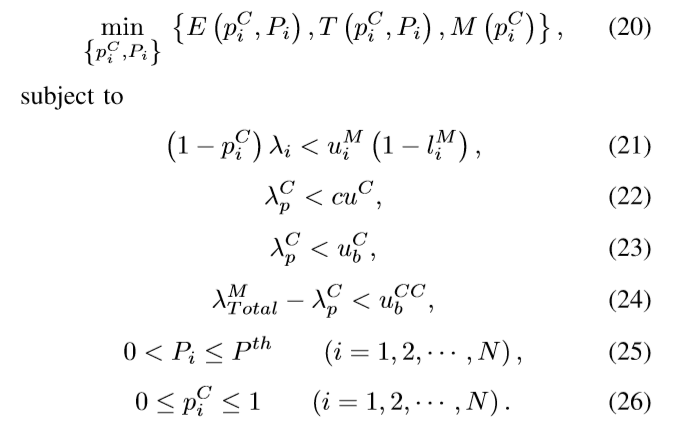 min {p_i^C, P_i} {E (p_i^C, P_i) , T (p_i^C, P_i) , M (p_i^C)} , (20)
subject to
(1 − p_i^C) λ_i < u_i^M (1 − l_i^M) , (21)
λ_p^C < cu^C, (22)
λ_p^C < u_b^C, (23)
λ_{Total}^M − λ_p^C < u_b^{CC}, (24)
0 < P_i ≤ P^{th} (i = 1, 2, ⋯ , N) , (25)
0 ≤ p_i^C ≤ 1 (i = 1, 2, ⋯ , N) . (26)